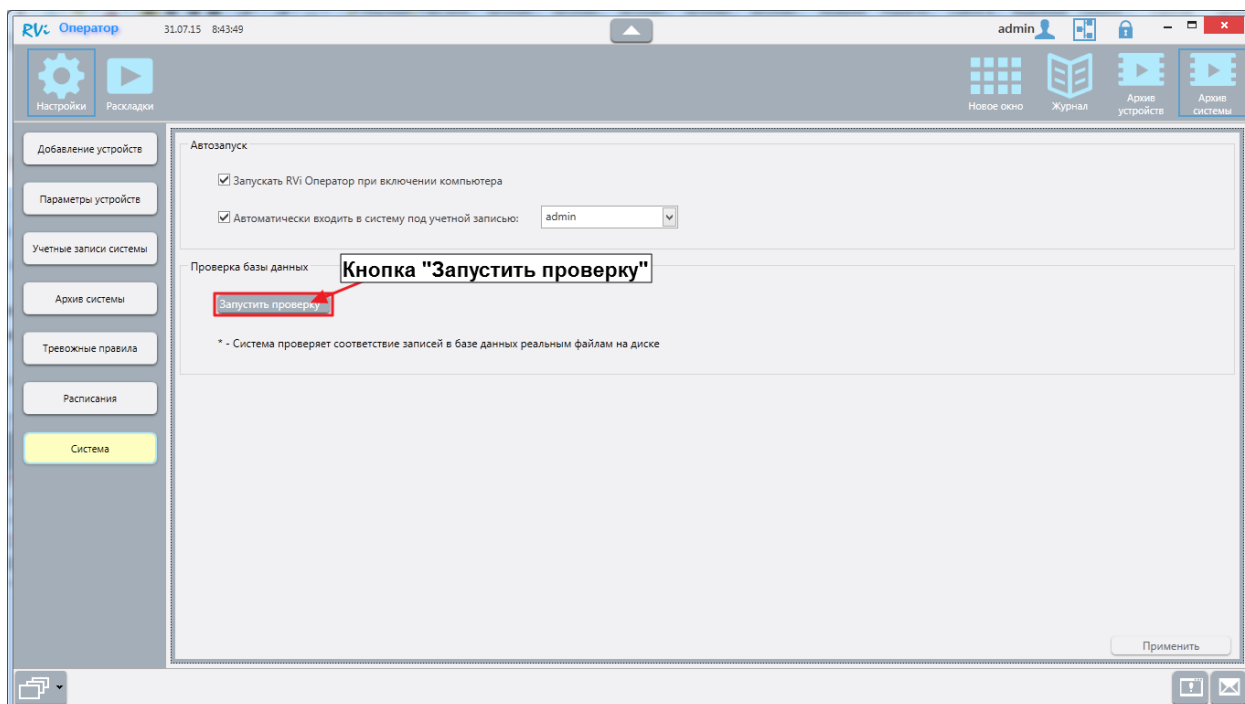 RVi Оператор 31.07.15 8:43:49 admin
Настройки Раскладки Новое окно Журнал Архив устройств Архив системы
Добавление устройств
Параметры устройств
Учетные записи системы
Архив системы
Тревожные правила
Расписания
Система
Автозапуск
Запускать RVi Оператор при включении компьютера
Автоматически входить в систему под учетной записью: admin
Проверка базы данных
Кнопка "Запустить проверку"
Запустить проверку
* - Система проверяет соответствие записей в базе данных реальным файлам на диске
Применить